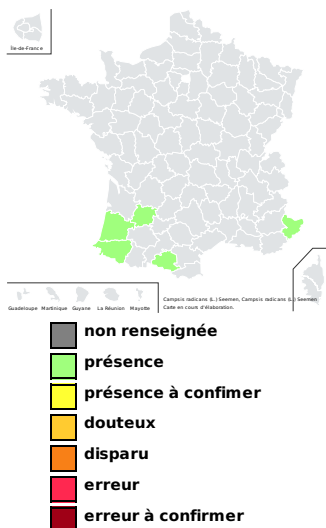 Île-de-France
Guadeloupe Martinique Guyane La Réunion Mayotte
Campsis radicans (L.) Seemen, Campsis radicans (L.) Seemen
Carte en cours d'élaboration.
non renseignée
présence
présence à confimer
douteux
disparu
erreur
erreur à confirmer